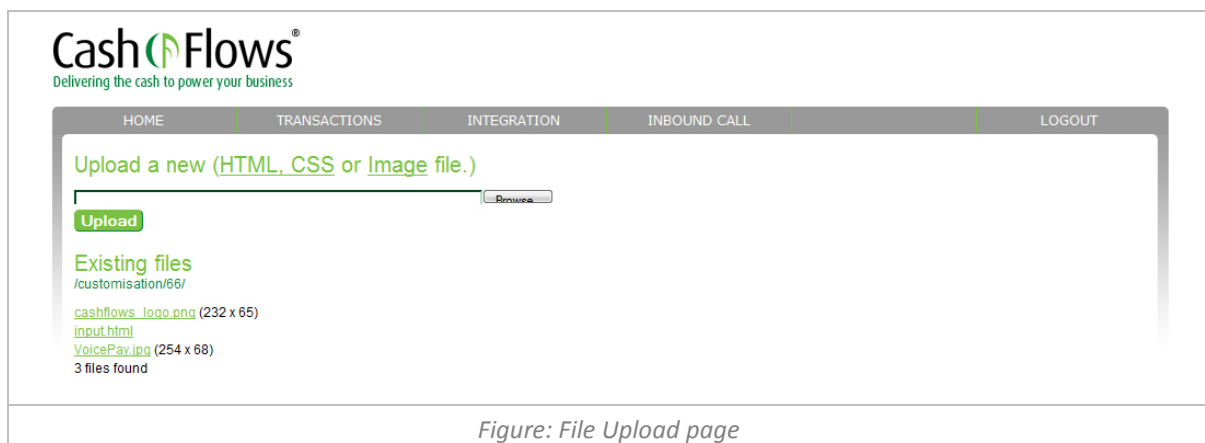 Cash Flows®
Delivering the cash to power your business
HOME TRANSACTIONS INTEGRATION INBOUND CALL LOGOUT
Upload a new (HTML, CSS or Image file.)
Browse...
Upload
Existing files
/customisation/66/
cashflows_logo.png (232 x 65)
input.html
VoicePay.jpg (254 x 68)
3 files found
Figure: File Upload page